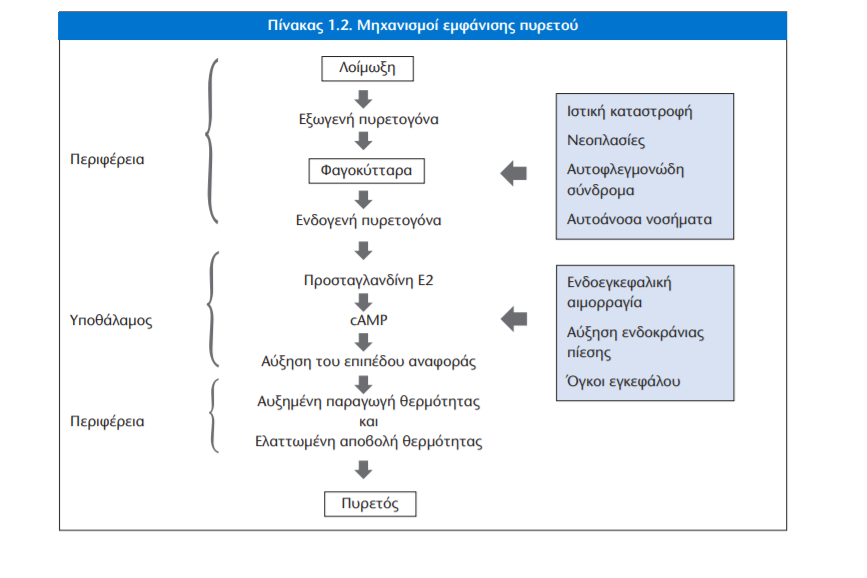 Πίνακας 1.2. Μηχανισμοί εμφάνισης πυρετού
Περιφέρεια
Λοίμωξη
Εξωγενή πυρετογόνα
Φαγοκύτταρα
Ενδογενή πυρετογόνα
Ιστική καταστροφή
Νεοπλασίες
Αυτοφλεγμονώδη
σύνδρομα
Αυτοάνοσα νοσήματα
Υποθάλαμος
Προσταγλανδίνη E2
cAMP
Αύξηση του επιπέδου αναφοράς
Ενδοεγκεφαλική
αιμορραγία
Αύξηση ενδοκράνιας
πίεσης
Όγκοι εγκεφάλου
Περιφέρεια
Αυξημένη παραγωγή θερμότητας
και
Ελαττωμένη αποβολή θερμότητας
Πυρετός